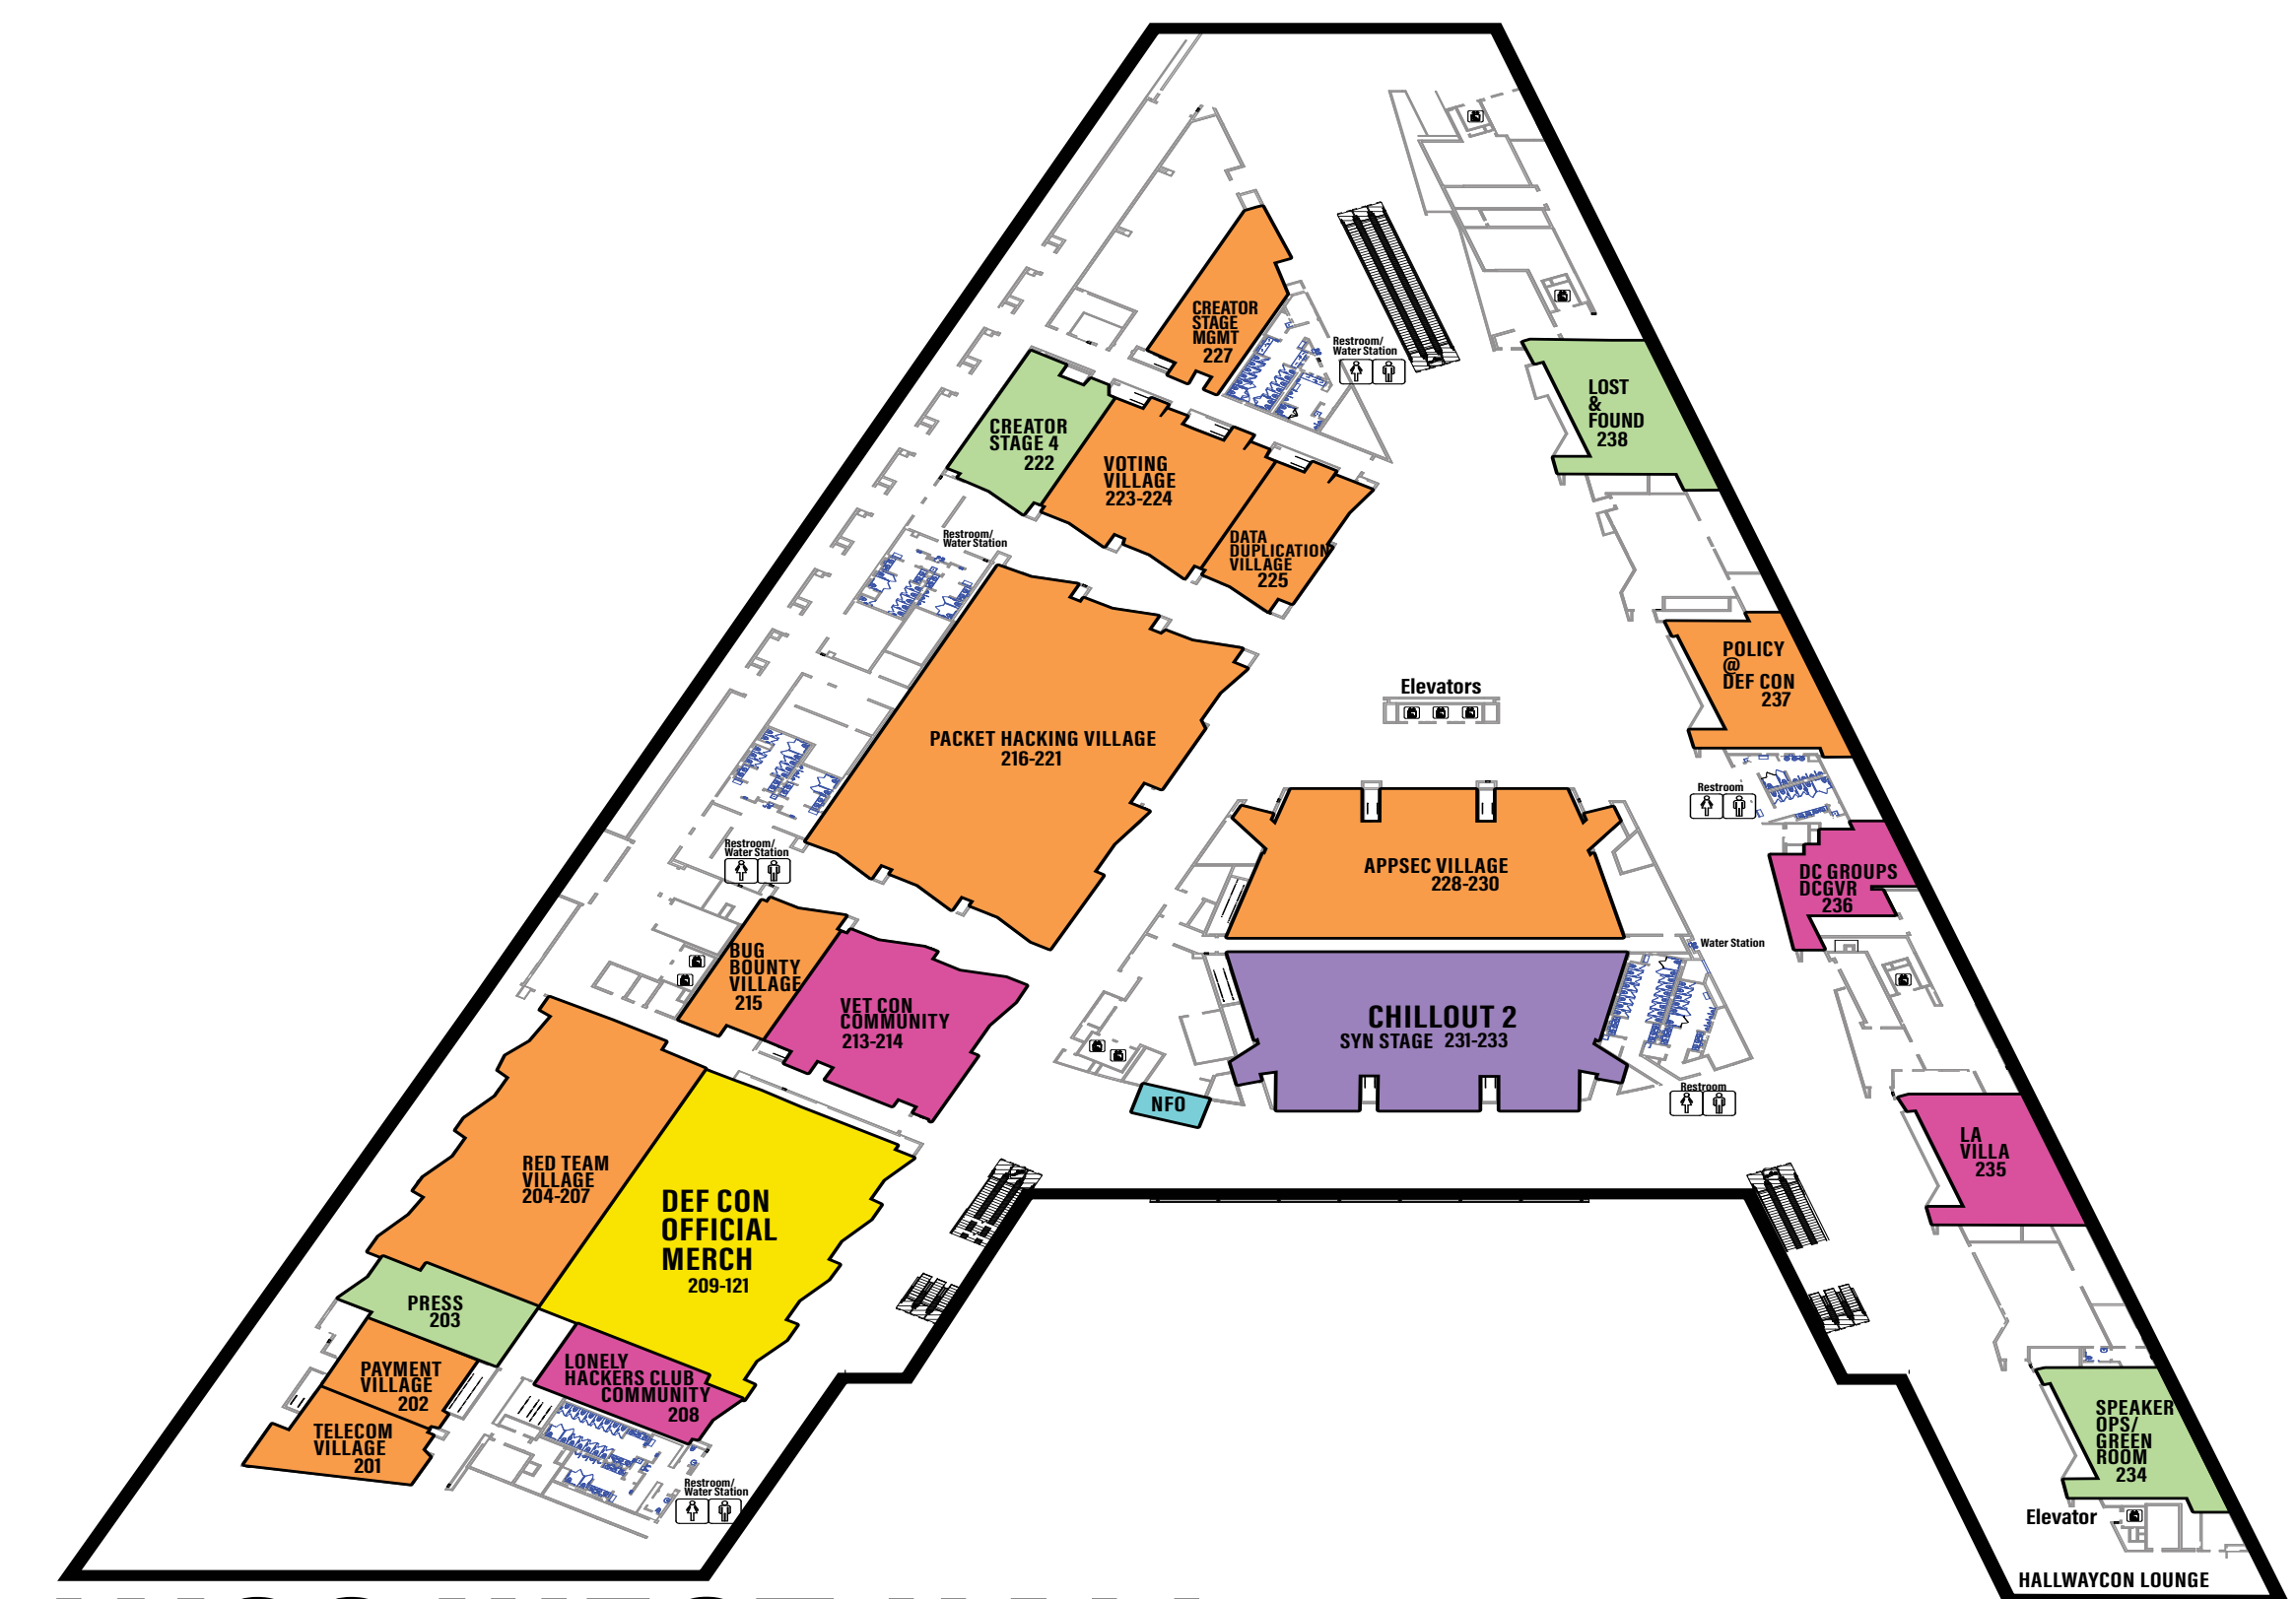 CREATOR
STAGE
MGMT
227
Restroom/
Water Station
LOST
&
FOUND
238
CREATOR
STAGE 4
222
VOTING
VILLAGE
223-224
DATA
DUPLICATION
VILLAGE
225
Restroom/
Water Station
POLICY
@
DEF CON
237
Elevators
PACKET HACKING VILLAGE
216-221
Restroom
Restroom/
Water Station
APPSEC VILLAGE
228-230
DC GROUPS
DCGVR
236
Water Station
BUG
BOUNTY
VILLAGE
215
VET CON
COMMUNITY
213-214
CHILLOUT 2
SYN STAGE 231-233
Restroom
NFO
LA
VILLA
235
RED TEAM
VILLAGE
204-207
DEF CON
OFFICIAL
MERCH
209-121
PRESS
203
PAYMENT
VILLAGE
202
LONELY
HACKERS CLUB
COMMUNITY
208
TELECOM
VILLAGE
201
Restroom/
Water Station
SPEAKER
OPS/
GREEN
ROOM
234
Elevator
HALLWAYCON LOUNGE